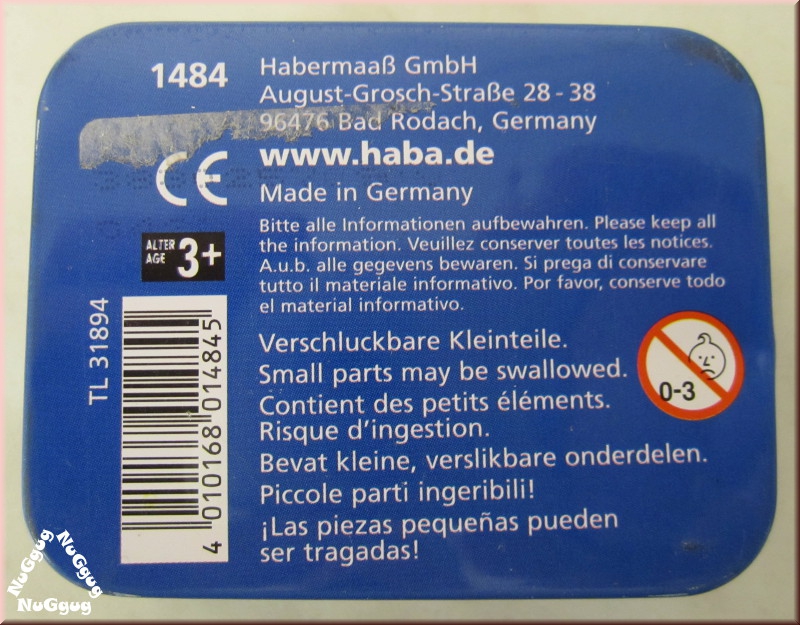 1484
Habermaaß GmbH
August-Grosch-Straße 28 - 38
96476 Bad Rodach, Germany
www.haba.de
Made in Germany
CE
ALTER
AGE
3+
Bitte alle Informationen aufbewahren. Please keep all
the information. Veuillez conserver toutes les notices.
A.u.b. alle gegevens bewaren. Si prega di conservare
tutto il materiale informativo. Por favor, conserve todo
el material informativo.
TL 31894
4 010168 014845
Verschluckbare Kleinteile.
Small parts may be swallowed.
Contient des petits éléments.
Risque d'ingestion.
Bevat kleine, verslikbare onderdelen.
Piccole parti ingeribili!
¡Las piezas pequeñas pueden
ser tragadas!
0-3
NuGgug
NuGgug
NuGgug